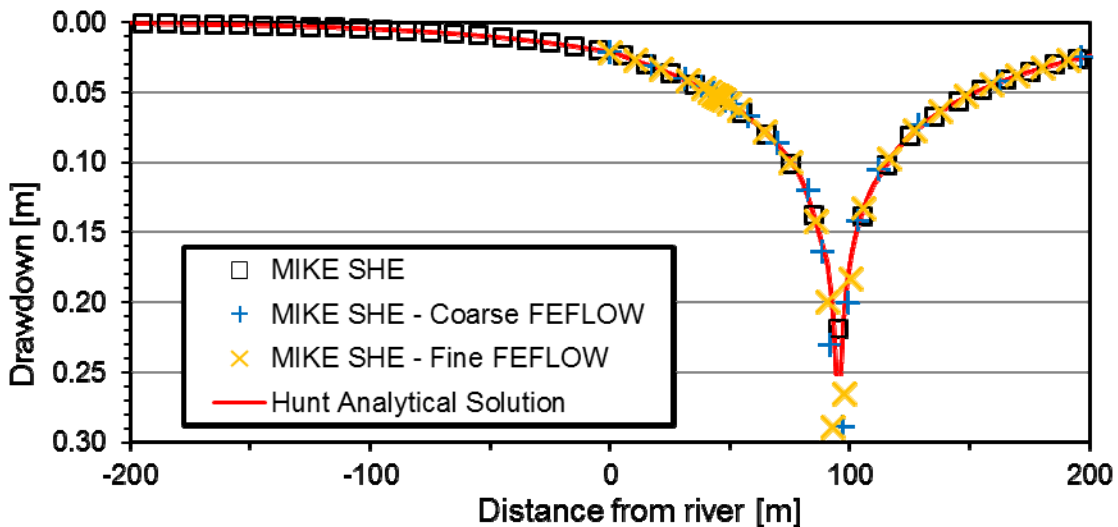 0.00
0.05
0.10
0.15
0.20
0.25
0.30
Drawdown [m]
MIKE SHE
MIKE SHE - Coarse FEFLOW
MIKE SHE - Fine FEFLOW
Hunt Analytical Solution
-200 -100 0 100 200
Distance from river [m]